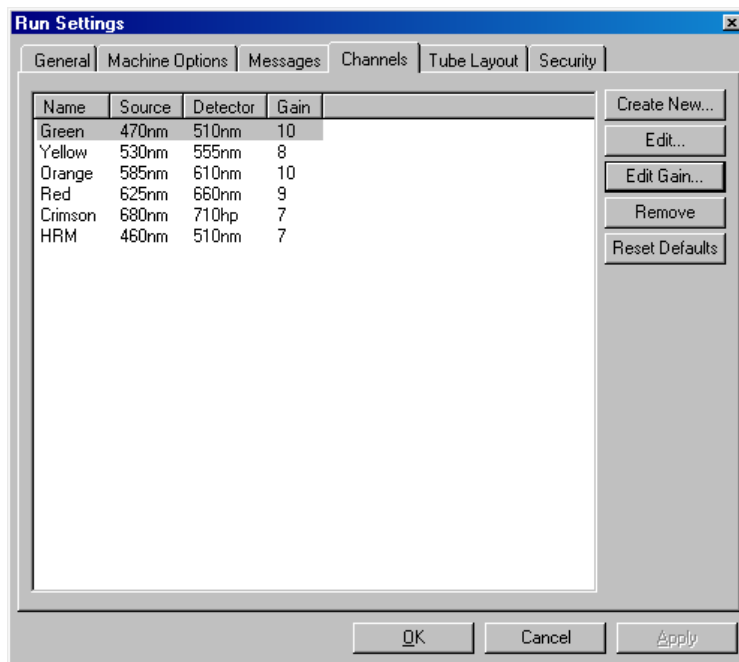 Run Settings
General Machine Options Messages Channels Tube Layout Security
Name Source Detector Gain
Green 470nm 510nm 10
Yellow 530nm 555nm 8
Orange 585nm 610nm 10
Red 625nm 660nm 9
Crimson 680nm 710hp 7
HRM 460nm 510nm 7
Create New...
Edit...
Edit Gain...
Remove
Reset Defaults
OK Cancel Apply